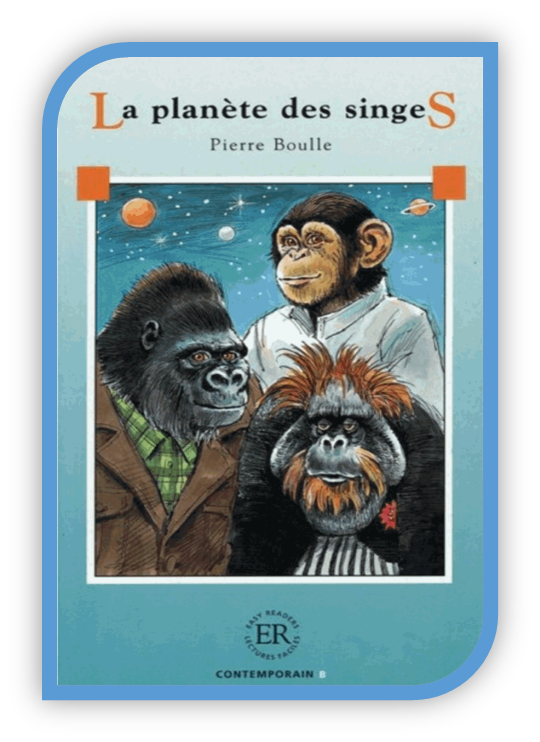 La planète des singeS
Pierre Boulle
EASY READERS
ER
LECTURES FACILES
CONTEMPORAIN B